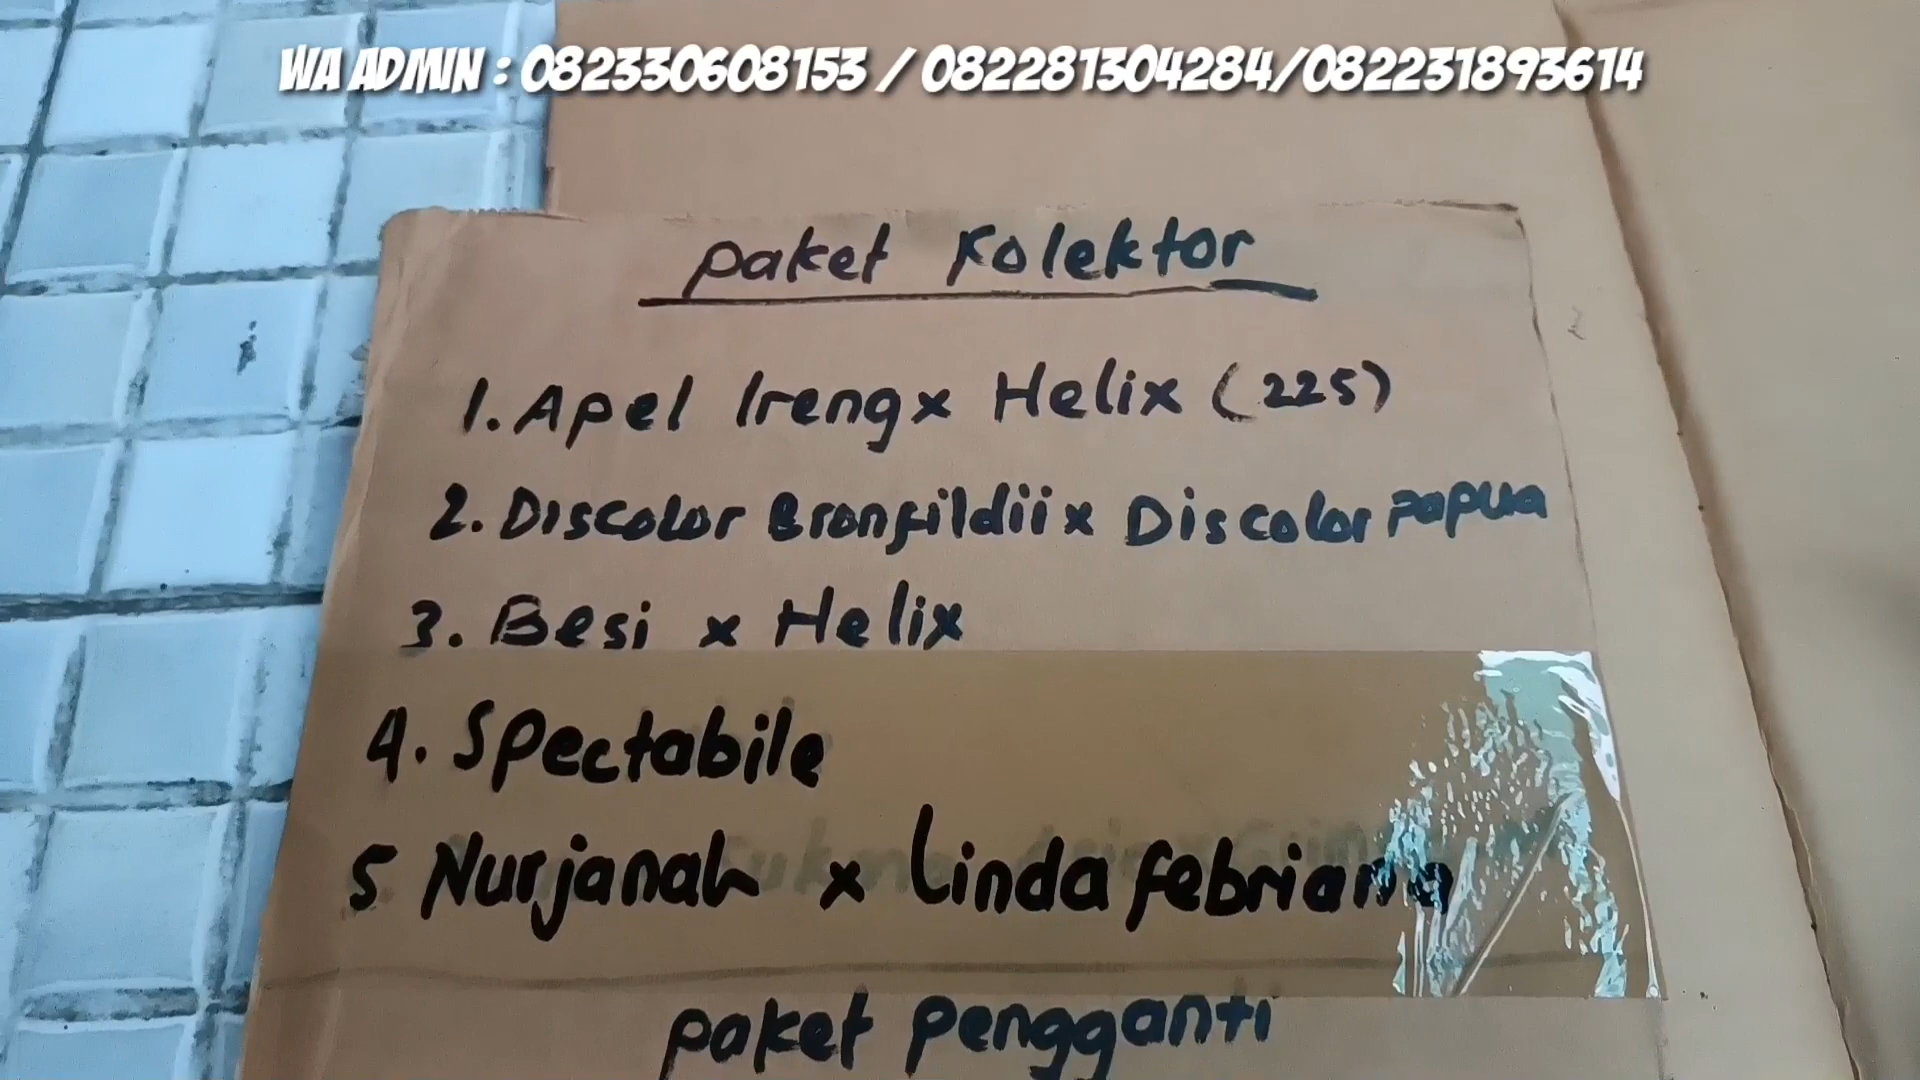 WA ADMIN : 082330608153 / 082281304284/082231893614
Paket Kolektor
1. Apel Ireng x Helix (225)
2. Discolor Bronfildii x Discolor papua
3. Besi x Helix
4. Spectabile
5 Nurjanah x Linda febriana
paket pengganti